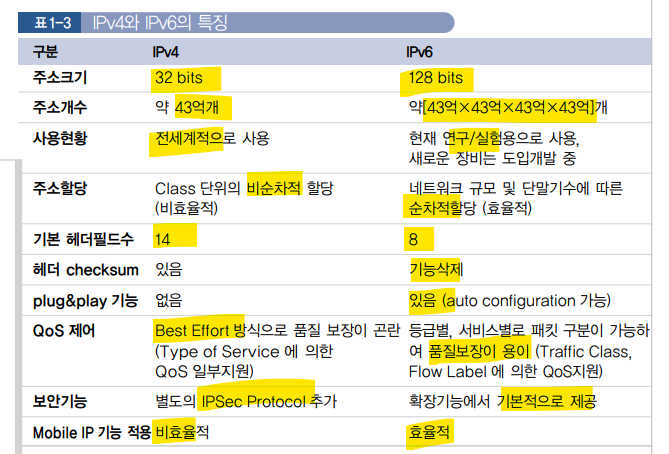 표 1-3 IPv4와 IPv6의 특징
구분 IPv4 IPv6
주소크기 32 bits 128 bits
주소개수 약 43억개 약[43억×43억×43억×43억]개
사용현황 전세계적으로 사용 현재 연구/실험용으로 사용,
새로운 장비는 도입개발 중
주소할당 Class 단위의 비순차적 할당 네트워크 규모 및 단말기수에 따른
(비효율적) 순차적할당 (효율적)
기본 헤더필드수 14 8
헤더 checksum 있음 기능삭제
plug&play 기능 없음 있음 (auto configuration 가능)
QoS 제어 Best Effort 방식으로 품질 보장이 곤란 등급별, 서비스별로 패킷 구분이 가능하
(Type of Service 에 의한 여 품질보장이 용이 (Traffic Class,
QoS 일부지원) Flow Label 에 의한 QoS지원)
보안기능 별도의 IPSec Protocol 추가 확장기능에서 기본적으로 제공
Mobile IP 기능 적용 비효율적 효율적